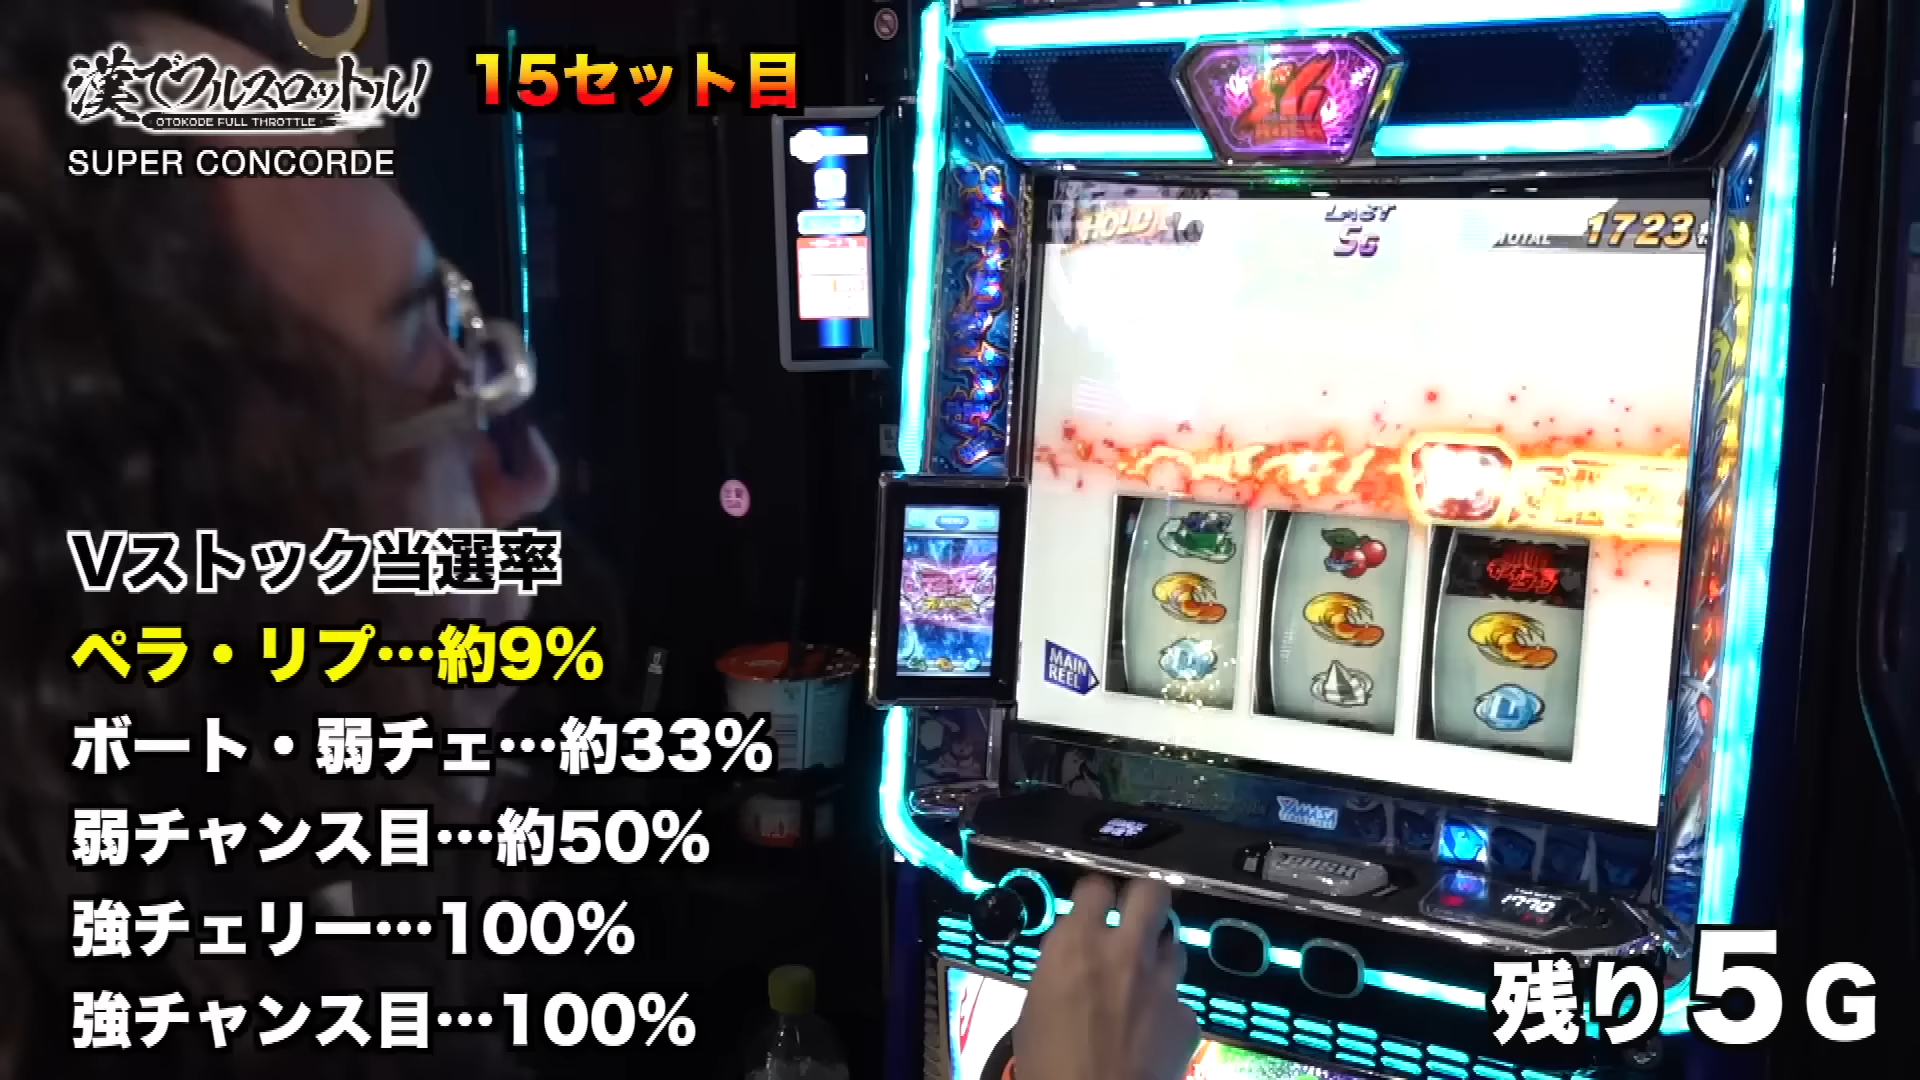 漢でフルスロットル!
OTOKODE FULL THROTTLE
SUPER CONCORDE
15セット目
HOLD
LAST
5G
TOTAL
1723
MAIN
REEL
YAMASA
PUSH
Vストック当選率
ペラ・リプ…約9%
ボート・弱チェ…約33%
弱チャンス目…約50%
強チェリー…100%
強チャンス目…100%
残り5G